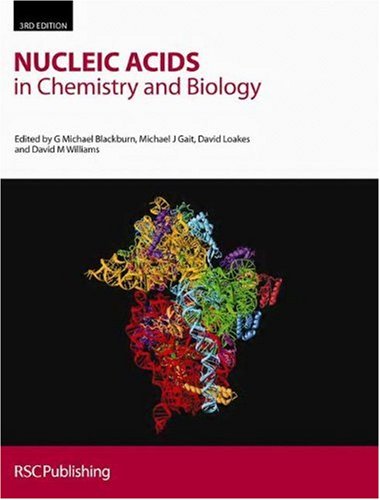 3RD EDITION
NUCLEIC ACIDS
in Chemistry and Biology
Edited by G Michael Blackburn, Michael J Gait, David Loakes
and David M Williams
RSCPublishing